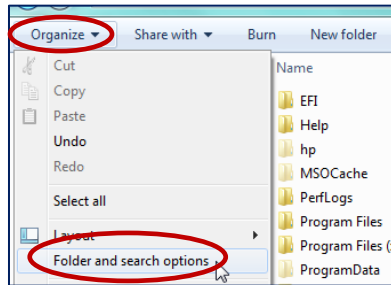 Organize Share with Burn New folder
Cut
Copy
Paste
Undo
Redo
Select all
Layout
Folder and search options
Name
EFI
Help
hp
MSOCache
PerfLogs
Program Files
Program Files (
ProgramData